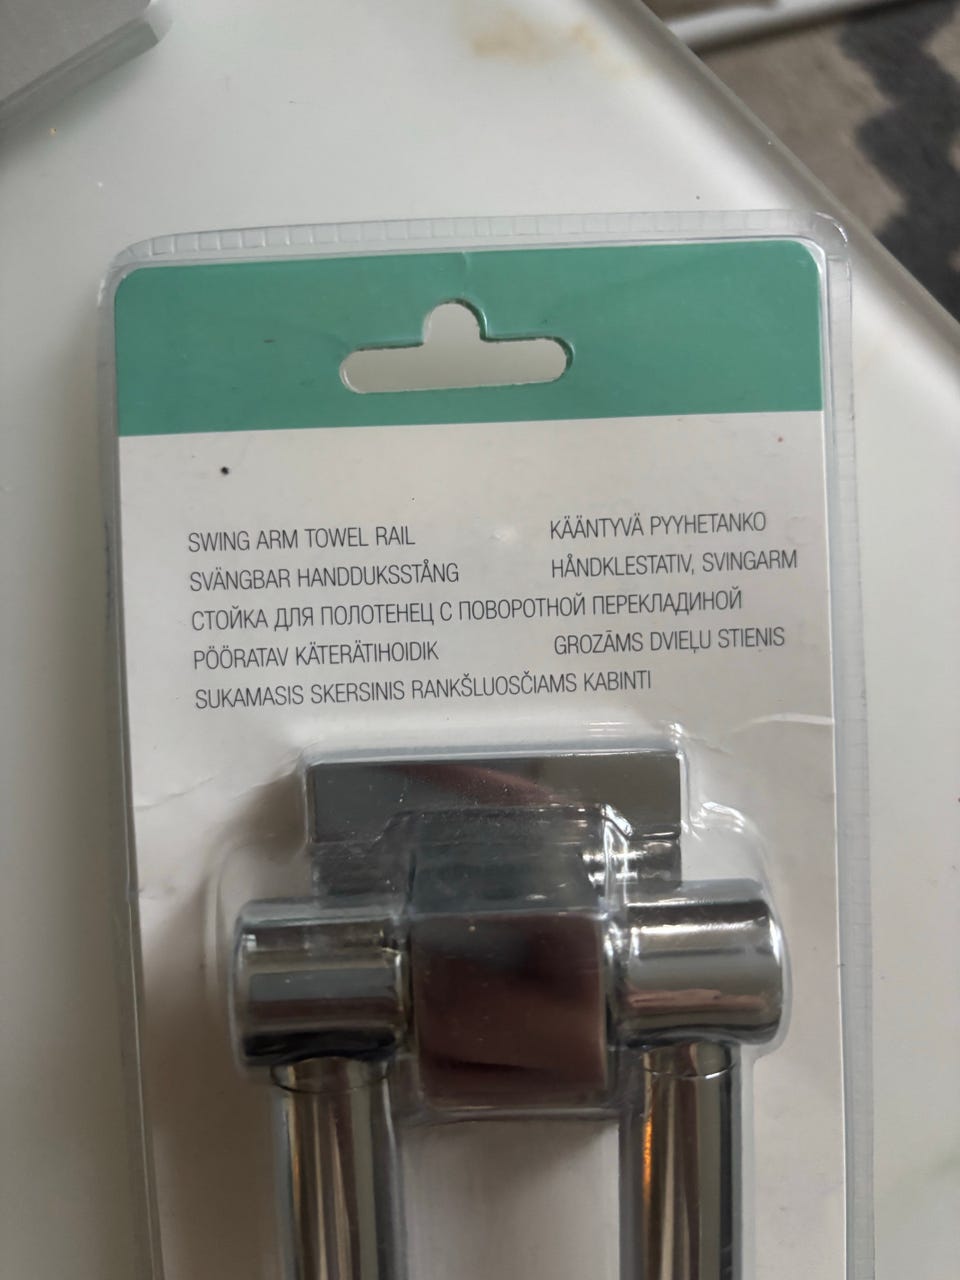 SWING ARM TOWEL RAIL
KÄÄNTYVÄ PYYHETANKO
SVÄNGBAR HANDDUKSSTÅNG
HÅNDKLESTATIV, SVINGARM
СТОЙКА ДЛЯ ПОЛОТЕНЕЦ С ПОВОРОТНОЙ ПЕРЕКЛАДИНОЙ
PÖÖRATAV KÄTERÄTIHOIDIK
GROZĀMS DVIEĻU STIENIS
SUKAMASIS SKERSINIS RANKŠLUOSČIAMS KABINTI